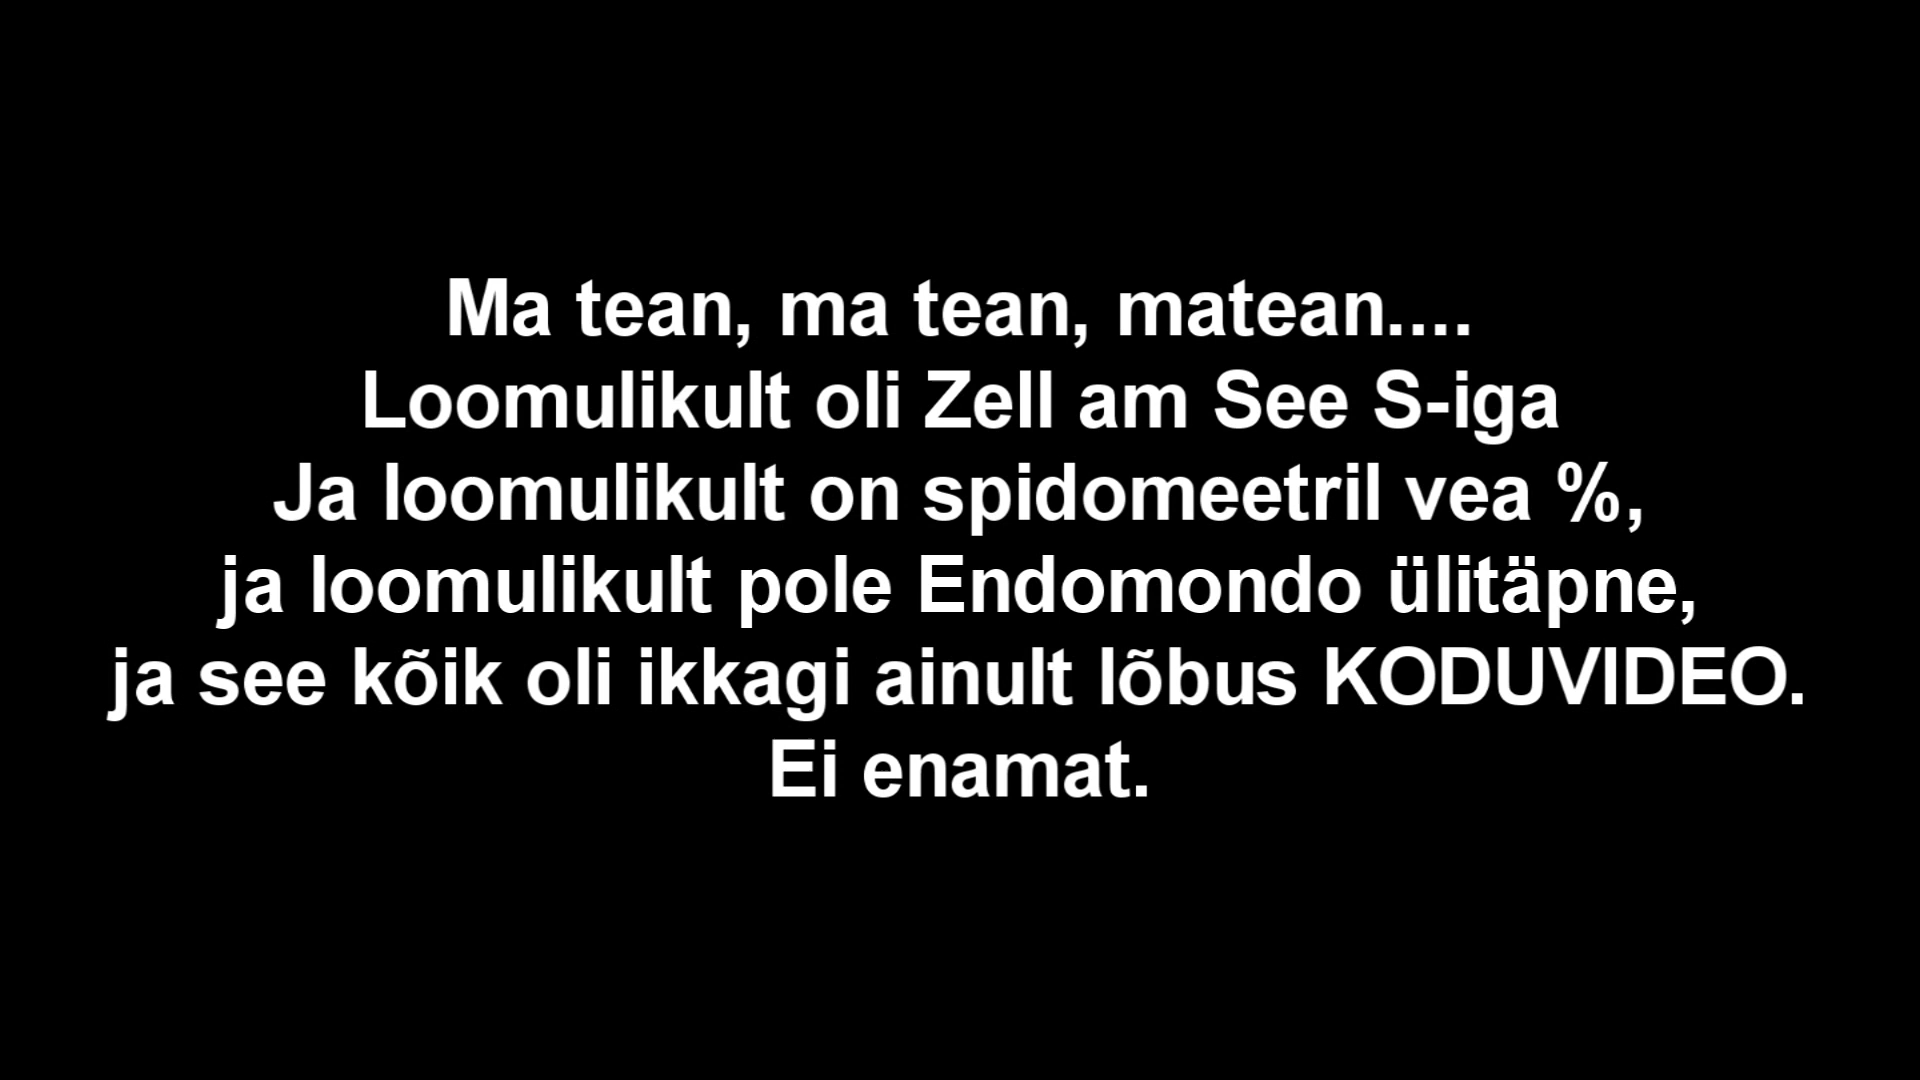 Ma tean, ma tean, matean....
Loomulikult oli Zell am See S-iga
Ja loomulikult on spidomeetril vea %,
ja loomulikult pole Endomondo ülitäpne,
ja see kõik oli ikkagi ainult lõbus KODUVIDEO.
Ei enamat.